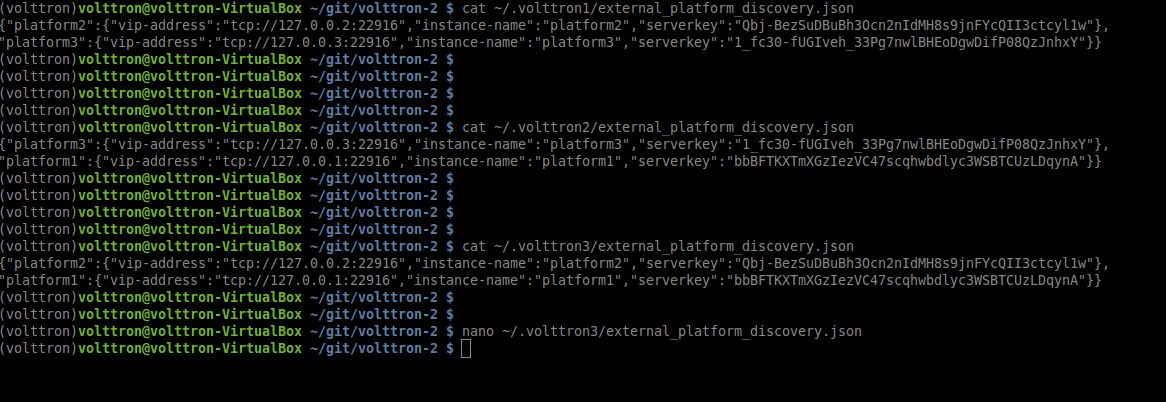 (volttron)volttron@volttron-VirtualBox ~/git/volttron-2 $ cat ~/.volttron1/external_platform_discovery.json
{"platform2":{"vip-address":"tcp://127.0.0.2:22916","instance-name":"platform2","serverkey":"Qbj-BezSuDBuBh3Ocn2nIdMH8s9jnFYcQII3ctcyl1w"},
"platform3":{"vip-address":"tcp://127.0.0.3:22916","instance-name":"platform3","serverkey":"1_fc30-fUGIveh_33Pg7nwlBHEoDgwDifP08QzJnhxY"}}
(volttron)volttron@volttron-VirtualBox ~/git/volttron-2 $
(volttron)volttron@volttron-VirtualBox ~/git/volttron-2 $
(volttron)volttron@volttron-VirtualBox ~/git/volttron-2 $
(volttron)volttron@volttron-VirtualBox ~/git/volttron-2 $
(volttron)volttron@volttron-VirtualBox ~/git/volttron-2 $ cat ~/.volttron2/external_platform_discovery.json
{"platform3":{"vip-address":"tcp://127.0.0.3:22916","instance-name":"platform3","serverkey":"1_fc30-fUGIveh_33Pg7nwlBHEoDgwDifP08QzJnhxY"},
"platform1":{"vip-address":"tcp://127.0.0.1:22916","instance-name":"platform1","serverkey":"bbBFTKXTmXGzIezVC47scqhwbdlyc3WSBTCUzLDqynA"}}
(volttron)volttron@volttron-VirtualBox ~/git/volttron-2 $
(volttron)volttron@volttron-VirtualBox ~/git/volttron-2 $
(volttron)volttron@volttron-VirtualBox ~/git/volttron-2 $
(volttron)volttron@volttron-VirtualBox ~/git/volttron-2 $
(volttron)volttron@volttron-VirtualBox ~/git/volttron-2 $ cat ~/.volttron3/external_platform_discovery.json
{"platform2":{"vip-address":"tcp://127.0.0.2:22916","instance-name":"platform2","serverkey":"Qbj-BezSuDBuBh3Ocn2nIdMH8s9jnFYcQII3ctcyl1w"},
"platform1":{"vip-address":"tcp://127.0.0.1:22916","instance-name":"platform1","serverkey":"bbBFTKXTmXGzIezVC47scqhwbdlyc3WSBTCUzLDqynA"}}
(volttron)volttron@volttron-VirtualBox ~/git/volttron-2 $
(volttron)volttron@volttron-VirtualBox ~/git/volttron-2 $
(volttron)volttron@volttron-VirtualBox ~/git/volttron-2 $ nano ~/.volttron3/external_platform_discovery.json
(volttron)volttron@volttron-VirtualBox ~/git/volttron-2 $